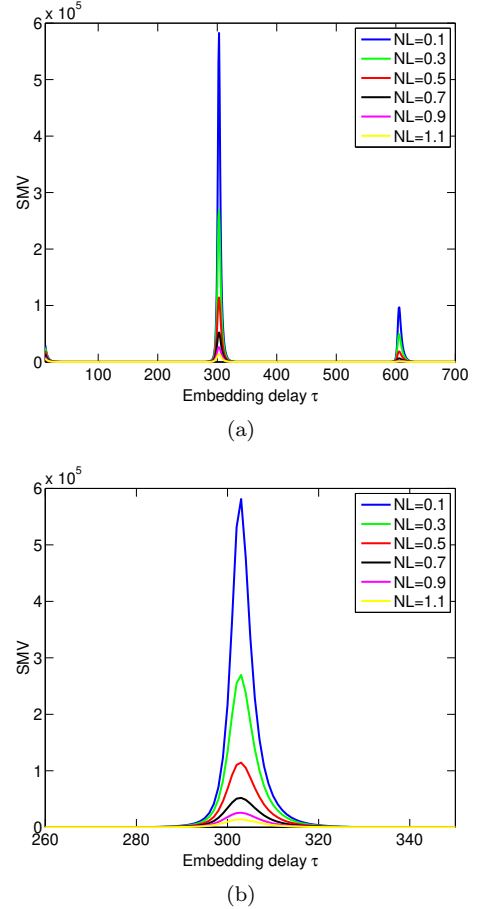 x 10^5
6
5
4
3
2
1
0
SMV
100 200 300 400 500 600 700
Embedding delay τ
NL=0.1
NL=0.3
NL=0.5
NL=0.7
NL=0.9
NL=1.1
(a)
x 10^5
6
5
4
3
2
1
0
SMV
260 280 300 320 340
Embedding delay τ
NL=0.1
NL=0.3
NL=0.5
NL=0.7
NL=0.9
NL=1.1
(b)